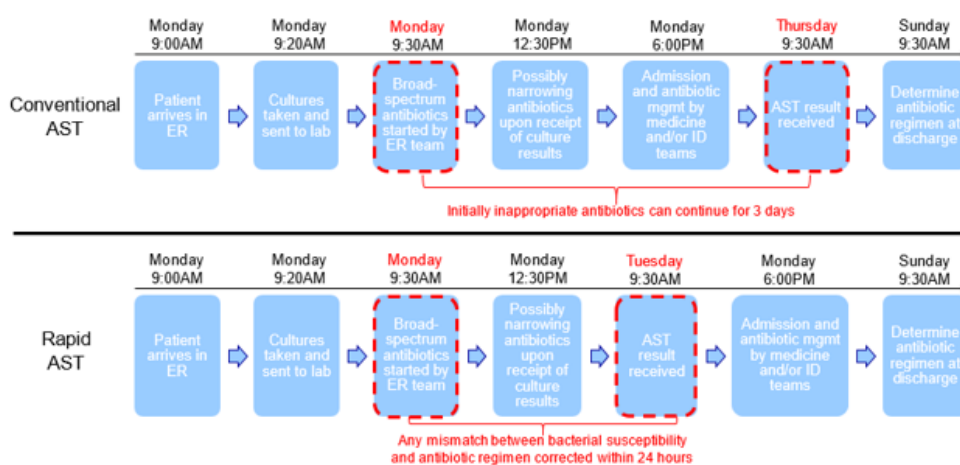 Monday Monday Monday Monday Monday Thursday Sunday
9:00AM 9:20AM 9:30AM 12:30PM 6:00PM 9:30AM 9:30AM
Conventional
AST
Patient
arrives in
ER
Cultures
taken and
sent to lab
Broad-
spectrum
antibiotics
started by
ER team
Possibly
narrowing
antibiotics
upon receipt
of culture
results
Admission
and antibiotic
mgmt by
medicine
and/or ID
teams
AST result
received
Determine
antibiotic
regimen at
discharge
Initially inappropriate antibiotics can continue for 3 days
Monday Monday Monday Monday Tuesday Monday Sunday
9:00AM 9:20AM 9:30AM 12:30PM 9:30AM 6:00PM 9:30AM
Rapid
AST
Patient
arrives in
ER
Cultures
taken and
sent to lab
Broad-
spectrum
antibiotics
started by
ER team
Possibly
narrowing
antibiotics
upon
receipt of
culture
results
AST
result
received
Admission and
antibiotic mgmt
by medicine
and/or ID
teams
Determine
antibiotic
regimen at
discharge
Any mismatch between bacterial susceptibility
and antibiotic regimen corrected within 24 hours